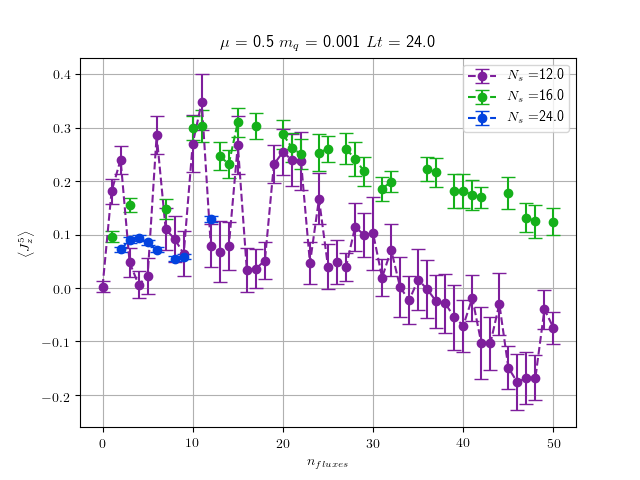 μ = 0.5 m_q = 0.001 Lt = 24.0
N_s =12.0
N_s =16.0
N_s =24.0
0.4
0.3
0.2
0.1
0.0
−0.1
−0.2
⟨J_z^5⟩
0 10 20 30 40 50
n_{fluxes}